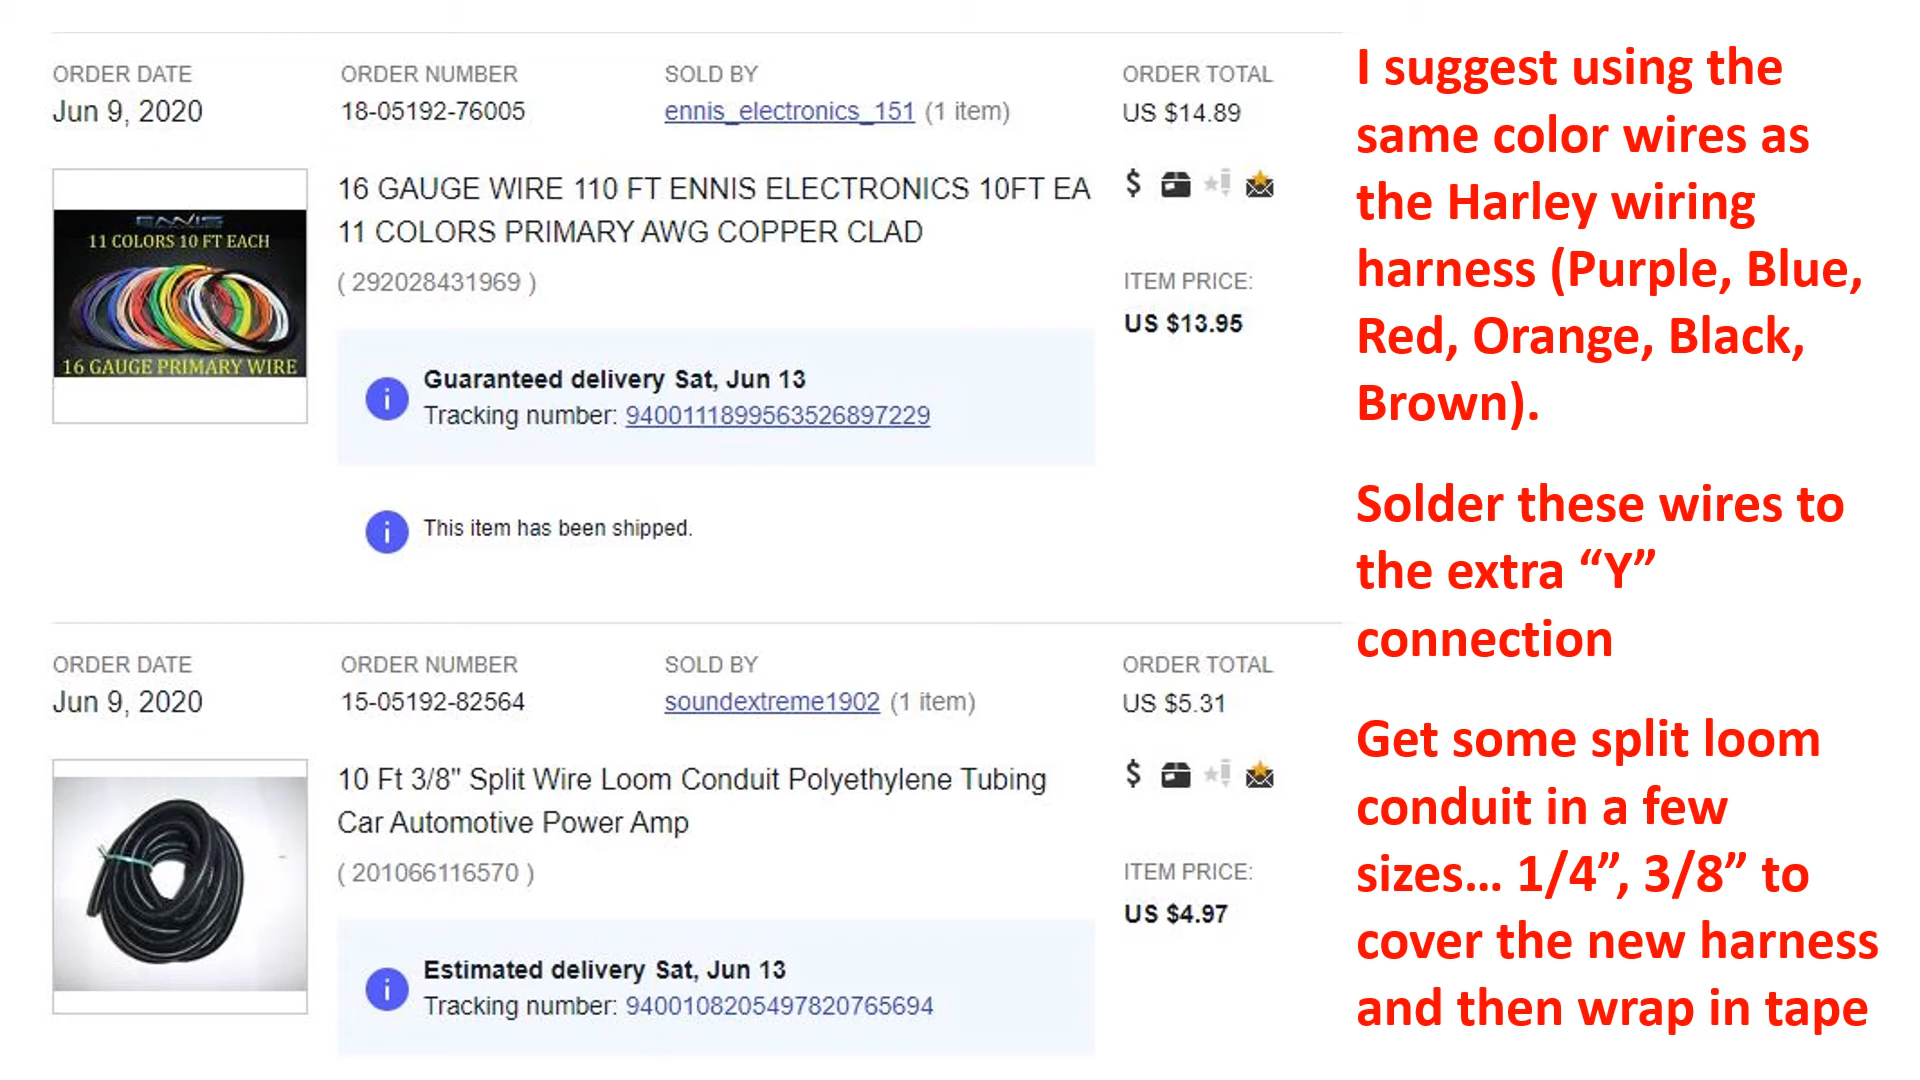 ORDER DATE
Jun 9, 2020
ORDER NUMBER
18-05192-76005
SOLD BY
ennis_electronics_151 (1 item)
ORDER TOTAL
US $14.89
ENNIS
11 COLORS 10 FT EACH
16 GAUGE PRIMARY WIRE
16 GAUGE WIRE 110 FT ENNIS ELECTRONICS 10FT EA
11 COLORS PRIMARY AWG COPPER CLAD
( 292028431969 )
ITEM PRICE:
US $13.95
Guaranteed delivery Sat, Jun 13
Tracking number: 9400111899563526897229
This item has been shipped.
ORDER DATE
Jun 9, 2020
ORDER NUMBER
15-05192-82564
SOLD BY
soundextreme1902 (1 item)
ORDER TOTAL
US $5.31
10 Ft 3/8" Split Wire Loom Conduit Polyethylene Tubing
Car Automotive Power Amp
( 201066116570 )
ITEM PRICE:
US $4.97
Estimated delivery Sat, Jun 13
Tracking number: 9400108205497820765694
I suggest using the
same color wires as
the Harley wiring
harness (Purple, Blue,
Red, Orange, Black,
Brown).
Solder these wires to
the extra “Y”
connection
Get some split loom
conduit in a few
sizes… 1/4”, 3/8” to
cover the new harness
and then wrap in tape